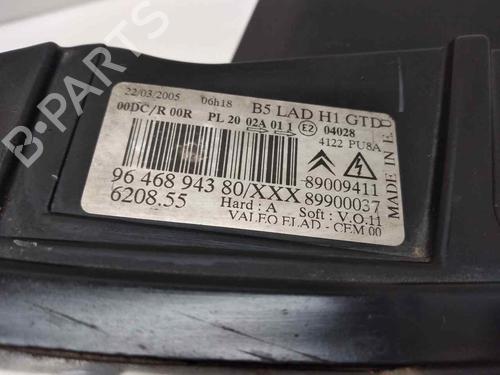 22/03/2005 06h18 B5 LAD H1 GTD
00DC/R 00R PL 20 02A 01 1 E2 04028
4122 PU8A
96 468 943 80/XXX 89009411
6208.55 89900037
Hard : A Soft : V.O.11
VALEO ELAD - CEM 00
MADE IN E.
B-PARTS